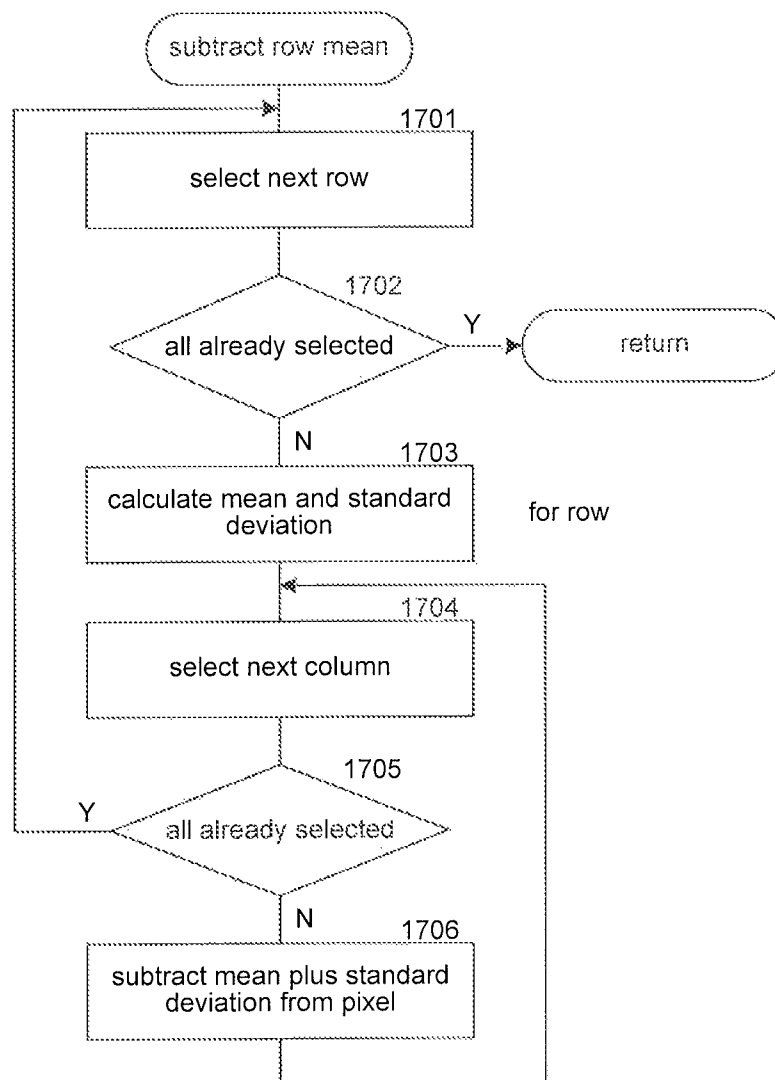 subtract row mean
1701
select next row
1702
all already selected
Y
return
N
1703
calculate mean and standard
deviation
for row
1704
select next column
1705
Y
all already selected
N
1706
subtract mean plus standard
deviation from pixel